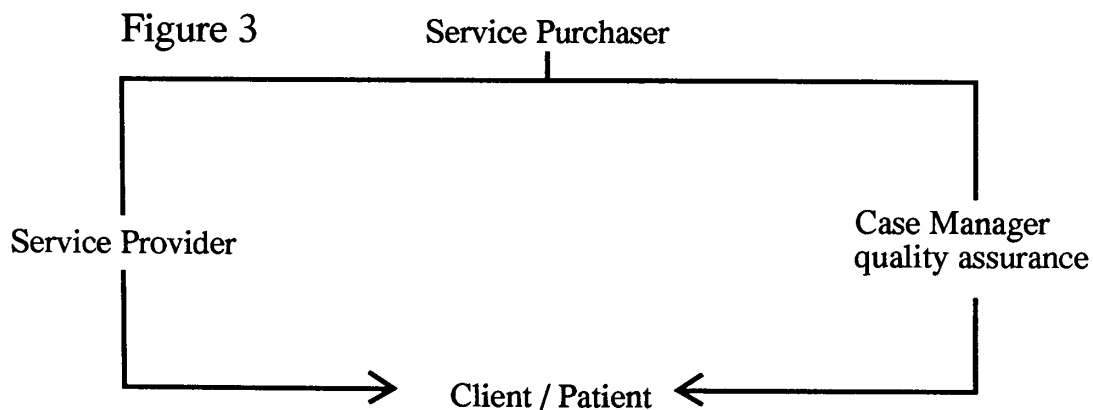 Figure 3
Service Purchaser
Service Provider
Case Manager
quality assurance
Client / Patient